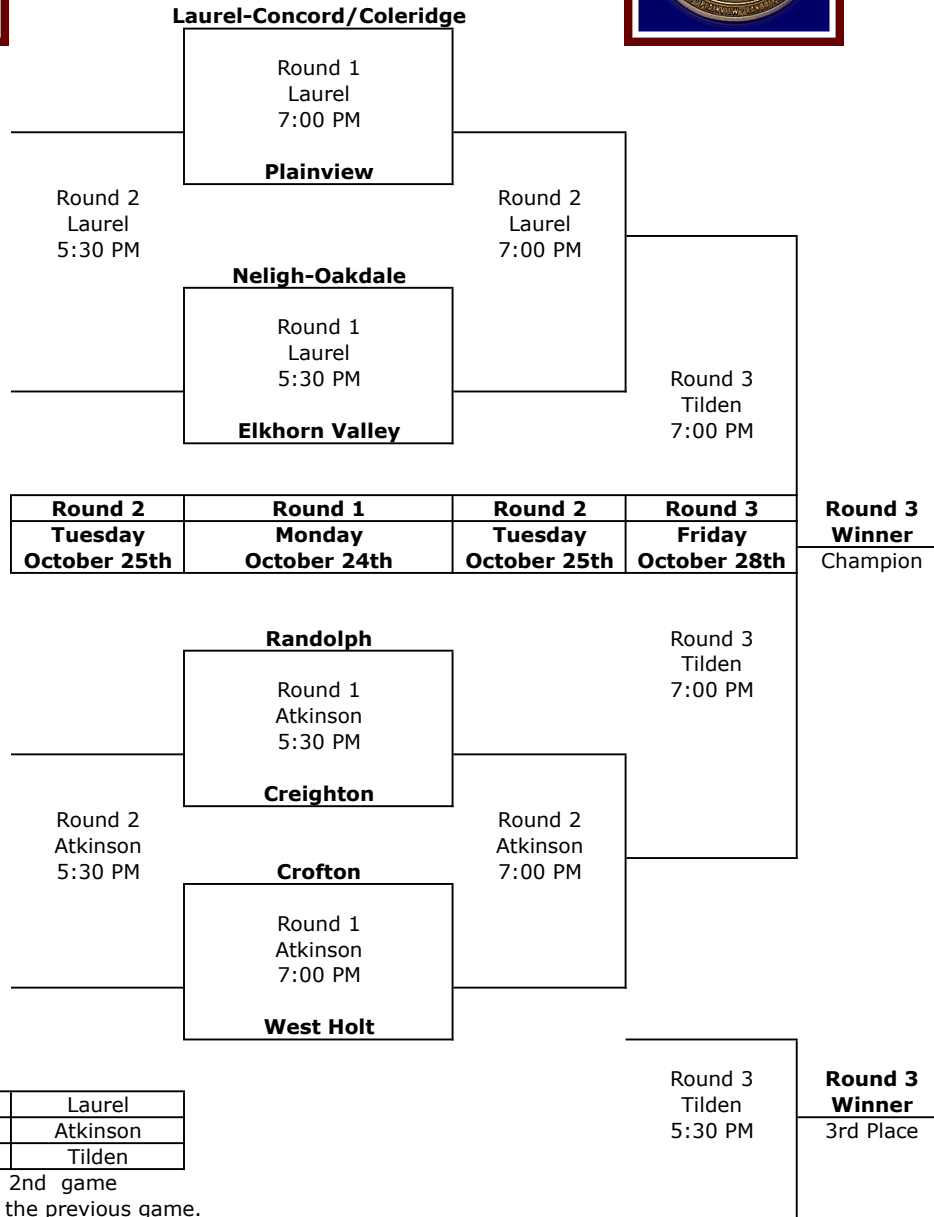 Laurel-Concord/Coleridge
Round 1
Laurel
7:00 PM
Plainview
Round 2
Laurel
5:30 PM
Round 2
Laurel
7:00 PM
Neligh-Oakdale
Round 1
Laurel
5:30 PM
Elkhorn Valley
Round 3
Tilden
7:00 PM
Round 2 Round 1 Round 2 Round 3 Round 3
Tuesday Monday Tuesday Friday Winner
October 25th October 24th October 25th October 28th Champion
Randolph
Round 1
Atkinson
5:30 PM
Creighton
Round 3
Tilden
7:00 PM
Round 2
Atkinson
5:30 PM
Round 2
Atkinson
7:00 PM
Crofton
Round 1
Atkinson
7:00 PM
West Holt
Round 3
Tilden
5:30 PM
Round 3
Winner
3rd Place
Laurel
Atkinson
Tilden
2nd game
the previous game.